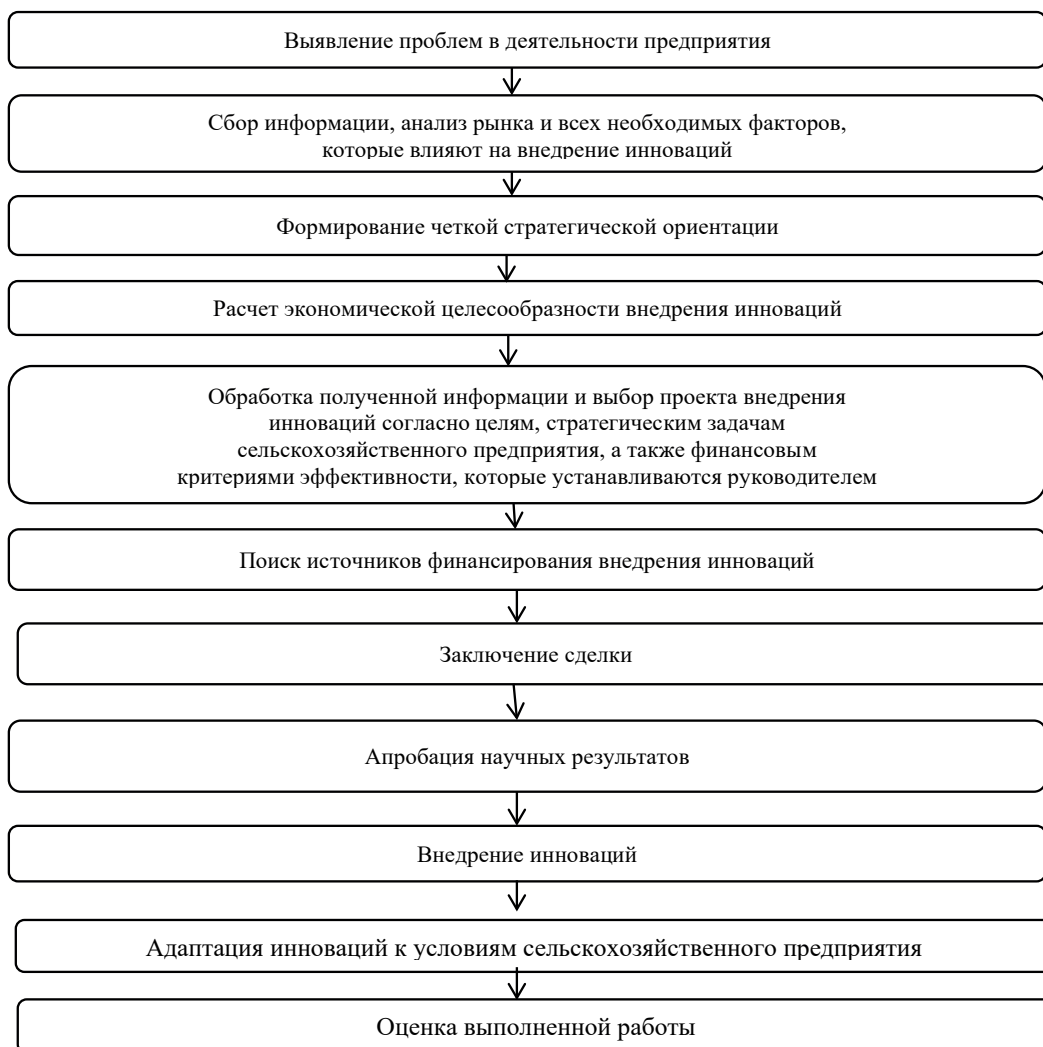 Выявление проблем в деятельности предприятия
Сбор информации, анализ рынка и всех необходимых факторов,
которые влияют на внедрение инноваций
Формирование четкой стратегической ориентации
Расчет экономической целесообразности внедрения инноваций
Обработка полученной информации и выбор проекта внедрения
инноваций согласно целям, стратегическим задачам
сельскохозяйственного предприятия, а также финансовым
критериями эффективности, которые устанавливаются руководителем
Поиск источников финансирования внедрения инноваций
Заключение сделки
Апробация научных результатов
Внедрение инноваций
Адаптация инноваций к условиям сельскохозяйственного предприятия
Оценка выполненной работы